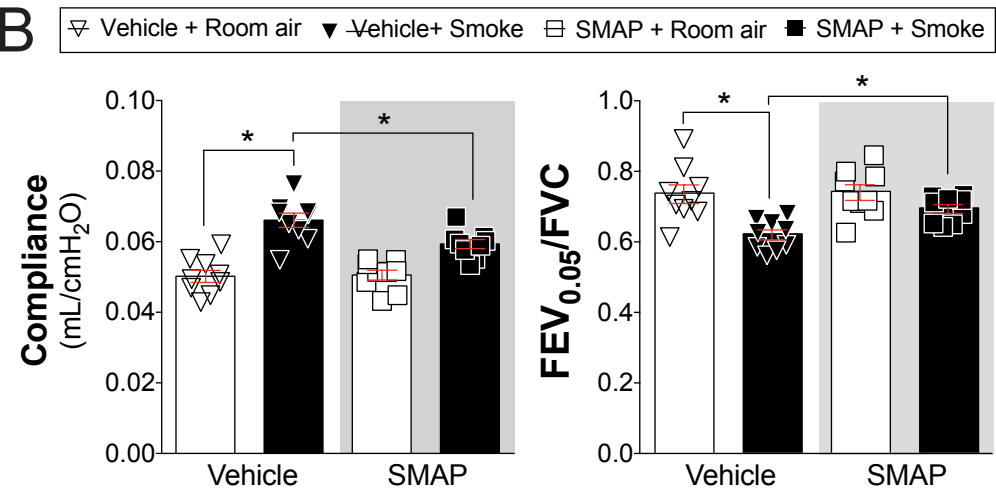 B
Vehicle + Room air Vehicle+ Smoke SMAP + Room air SMAP + Smoke
Compliance
(mL/cmH2O)
0.10
0.08
0.06
0.04
0.02
0.00
*
*
Vehicle
SMAP
FEV0.05/FVC
1.0
0.8
0.6
0.4
0.2
0.0
*
*
Vehicle
SMAP